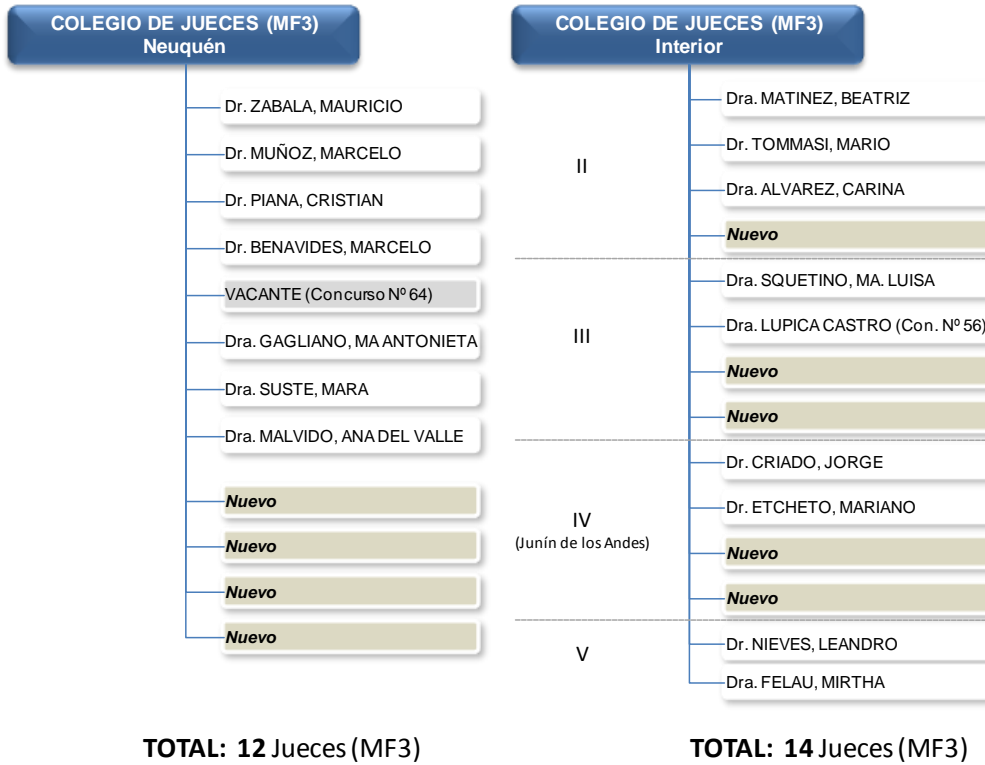 COLEGIO DE JUECES (MF3)
Neuquén
Dr. ZABALA, MAURICIO
Dr. MUÑOZ, MARCELO
Dr. PIANA, CRISTIAN
Dr. BENAVIDES, MARCELO
VACANTE (Concurso Nº 64)
Dra. GAGLIANO, MA ANTONIETA
Dra. SUSTE, MARA
Dra. MALVIDO, ANA DEL VALLE
Nuevo
Nuevo
Nuevo
Nuevo
TOTAL: 12 Jueces (MF3)
COLEGIO DE JUECES (MF3)
Interior
II
Dra. MATINEZ, BEATRIZ
Dr. TOMMASI, MARIO
Dra. ALVAREZ, CARINA
Nuevo
III
Dra. SQUETINO, MA. LUISA
Dra. LUPICA CASTRO (Con. Nº 56)
Nuevo
Nuevo
IV
(Junín de los Andes)
Dr. CRIADO, JORGE
Dr. ETCHETO, MARIANO
Nuevo
Nuevo
V
Dr. NIEVES, LEANDRO
Dra. FELAU, MIRTHA
TOTAL: 14 Jueces (MF3)